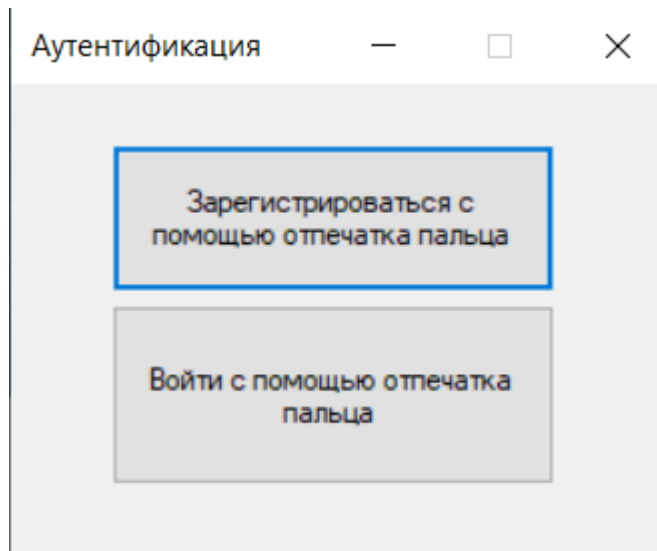 Аутентификация
Зарегистрироваться с
помощью отпечатка пальца
Войти с помощью отпечатка
пальца